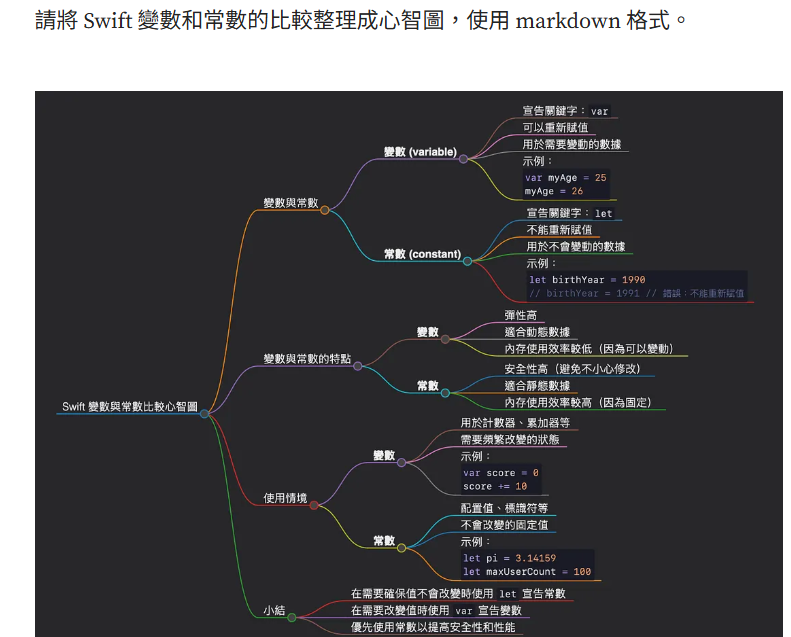 請將 Swift 變數和常數的比較整理成心智圖，使用 markdown 格式。
Swift 變數與常數比較心智圖
變數與常數
變數 (variable)
宣告關鍵字： var
可以重新賦值
用於需要變動的數據
示例：
var myAge = 25
myAge = 26
常數 (constant)
宣告關鍵字： let
不能重新賦值
用於不會變動的數據
示例：
let birthYear = 1990
// birthYear = 1991 // 錯誤：不能重新賦值
變數與常數的特點
變數
彈性高
適合動態數據
內存使用效率較低（因為可以變動）
常數
安全性高（避免不小心修改）
適合靜態數據
內存使用效率較高（因為固定）
使用情境
變數
用於計數器、累加器等
需要頻繁改變的狀態
示例：
var score = 0
score += 10
常數
配置值、標識符等
不會改變的固定值
示例：
let pi = 3.14159
let maxUserCount = 100
小結
在需要確保值不會改變時使用 let 宣告常數
在需要改變值時使用 var 宣告變數
優先使用常數以提高安全性和性能